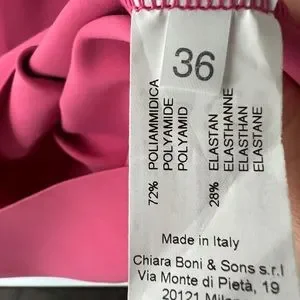 36
72% POLIAMMIDICA
POLYAMIDE
POLYAMID
28% ELASTAN
ELASTHANNE
ELASTHAN
ELASTANE
Made in Italy
Chiara Boni & Sons s.r.l
Via Monte di Pietà, 19
20121